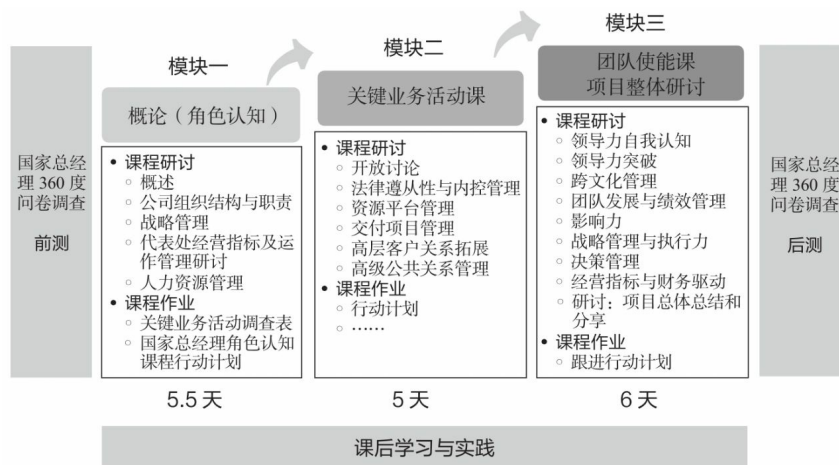 模块一
模块二
模块三
概论（角色认知）
关键业务活动课
团队使能课
项目整体研讨
国家总经
理 360 度
问卷调查
前测
• 课程研讨
○ 概述
○ 公司组织结构与职责
○ 战略管理
○ 代表处经营指标及运
作管理研讨
○ 人力资源管理
• 课程作业
○ 关键业务活动调查表
○ 国家总经理角色认知
课程行动计划
• 课程研讨
○ 开放讨论
○ 法律遵从性与内控管理
○ 资源平台管理
○ 交付项目管理
○ 高层客户关系拓展
○ 高级公共关系管理
• 课程作业
○ 行动计划
○ ……
• 课程研讨
○ 领导力自我认知
○ 领导力突破
○ 跨文化管理
○ 团队发展与绩效管理
○ 影响力
○ 战略管理与执行力
○ 决策管理
○ 经营指标与财务驱动
○ 研讨：项目总体总结和
分享
• 课程作业
○ 跟进行动计划
国家总经
理 360 度
问卷调查
后测
5.5 天
5 天
6 天
课后学习与实践